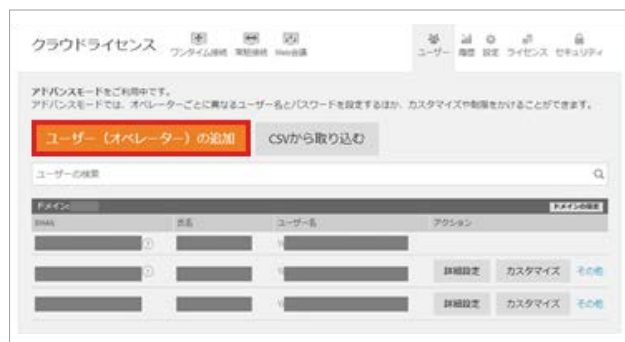 クラウドライセンス ワンタイム接続 常駐接続 Web会議 ユーザー 履歴 設定 ライセンス セキュリティ
アドバンスモードをご利用中です。
アドバンスモードでは、オペレーターごとに異なるユーザー名とパスワードを設定するほか、カスタマイズや制限をかけることができます。
ユーザー（オペレーター）の追加 CSVから取り込む
ユーザーの検索
ドメイン: ドメインの設定
EMAIL 氏名 ユーザー名 アクション
詳細設定 カスタマイズ その他
詳細設定 カスタマイズ その他